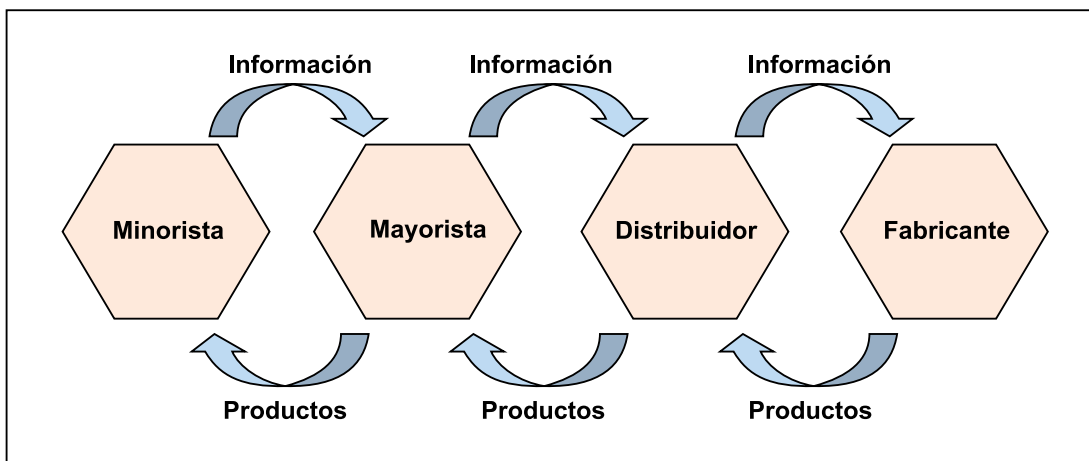 Información
Información
Información
Minorista
Mayorista
Distribuidor
Fabricante
Productos
Productos
Productos